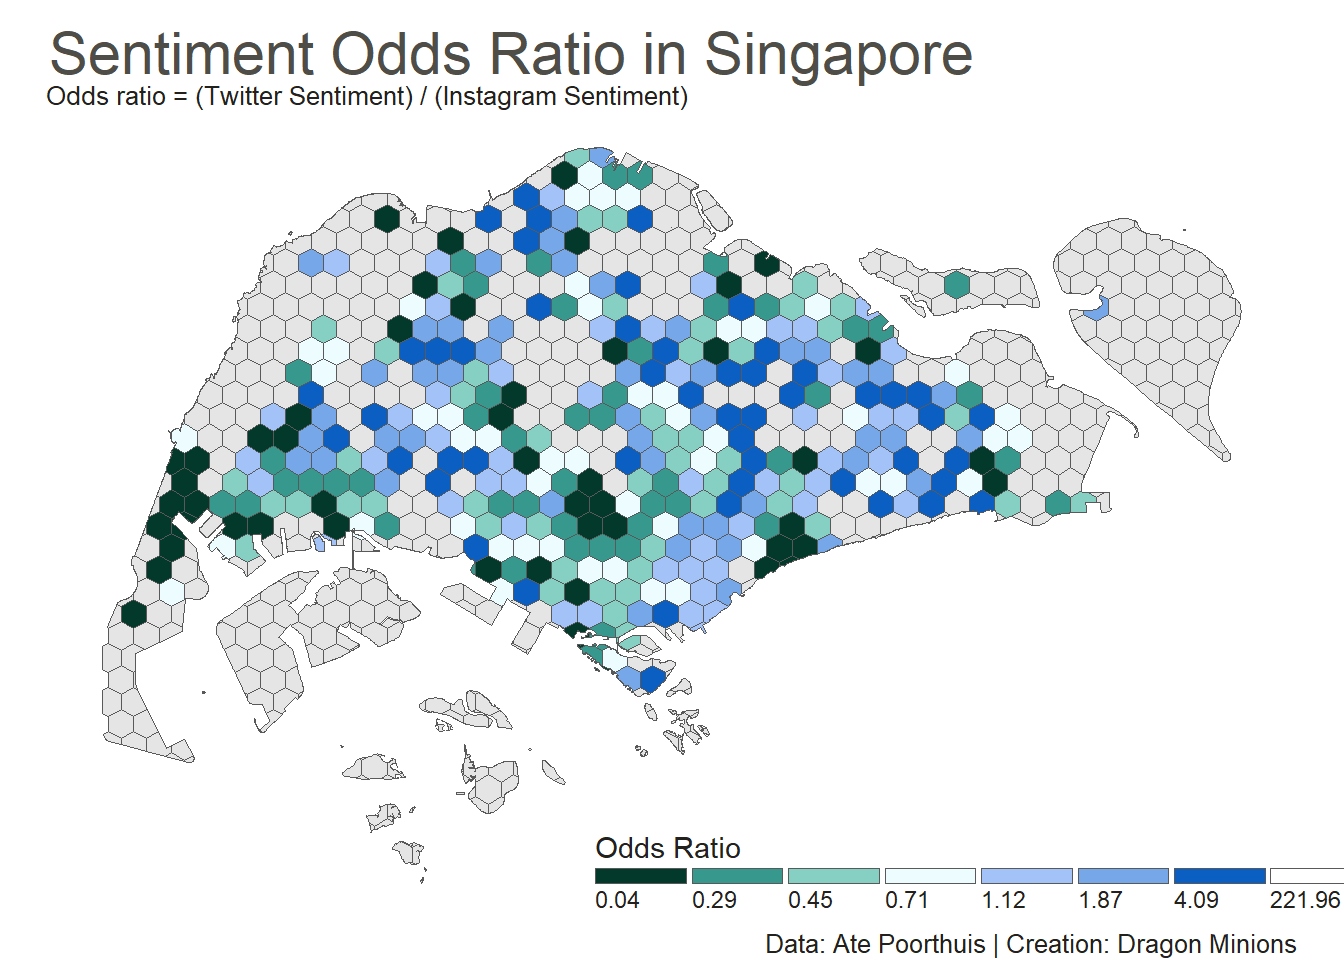 Sentiment Odds Ratio in Singapore
Odds ratio = (Twitter Sentiment) / (Instagram Sentiment)
Odds Ratio
0.04 0.29 0.45 0.71 1.12 1.87 4.09 221.96
Data: Ate Poorthuis | Creation: Dragon Minions